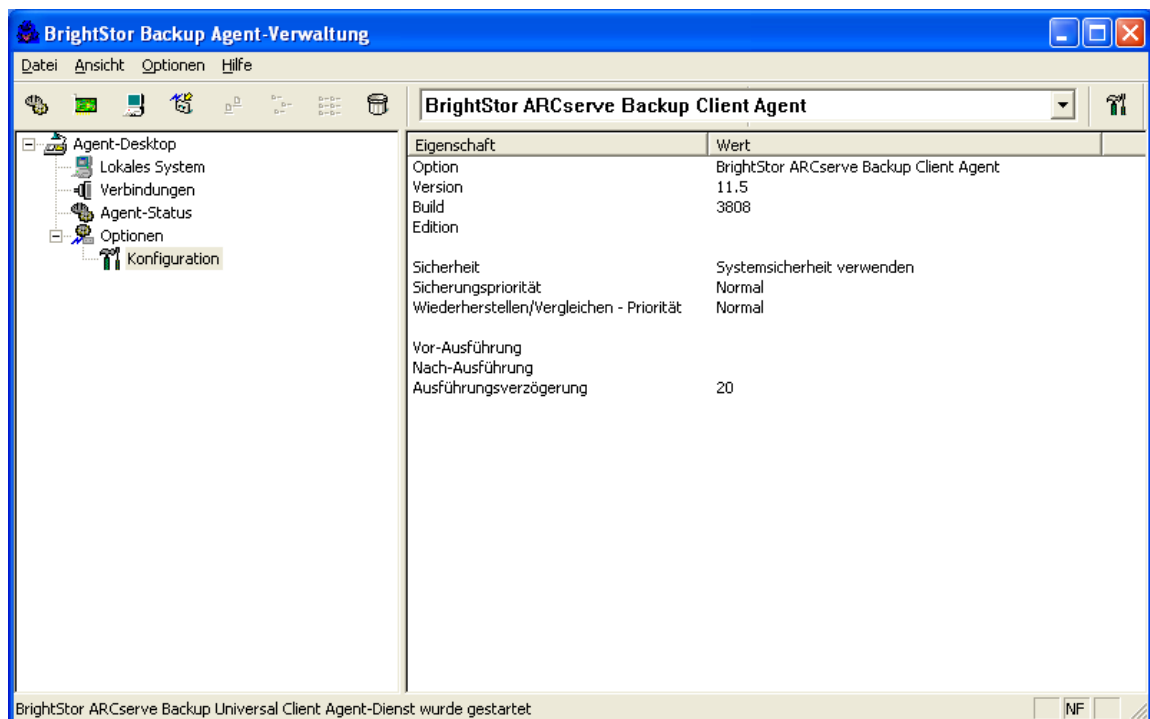 BrightStor Backup Agent-Verwaltung
Datei Ansicht Optionen Hilfe
BrightStor ARCserve Backup Client Agent
Agent-Desktop
Lokales System
Verbindungen
Agent-Status
Optionen
Konfiguration
Eigenschaft Wert
Option BrightStor ARCserve Backup Client Agent
Version 11.5
Build 3808
Edition
Sicherheit Systemsicherheit verwenden
Sicherungspriorität Normal
Wiederherstellen/Vergleichen - Priorität Normal
Vor-Ausführung
Nach-Ausführung
Ausführungsverzögerung 20
BrightStor ARCserve Backup Universal Client Agent-Dienst wurde gestartet NF